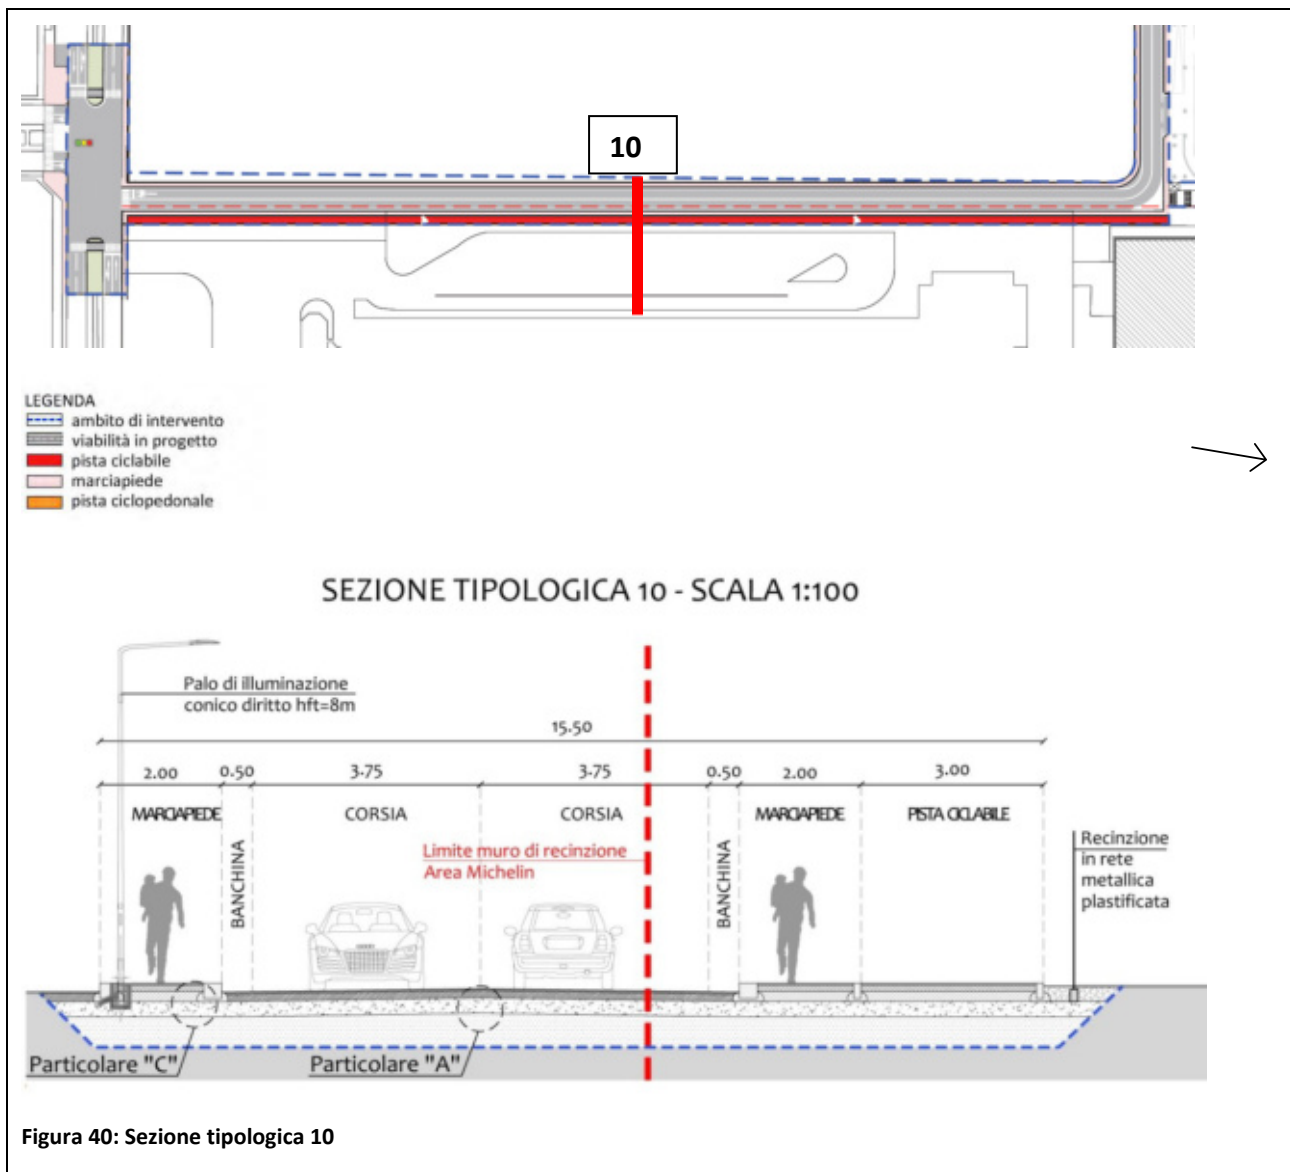 10
LEGENDA
ambito di intervento
viabilità in progetto
pista ciclabile
marciapiede
pista ciclopedonale
SEZIONE TIPOLOGICA 10 - SCALA 1:100
Palo di illuminazione
conico diritto hft=8m
15.50
2.00 0.50 3.75 3.75 0.50 2.00 3.00
MARCIAPIEDE CORSIA CORSIA MARCIAPIEDE PISTA CICLABILE
BANCHINA
BANCHINA
Limite muro di recinzione
Area Michelin
Recinzione
in rete
metallica
plastificata
Particolare "C" Particolare "A"
Figura 40: Sezione tipologica 10